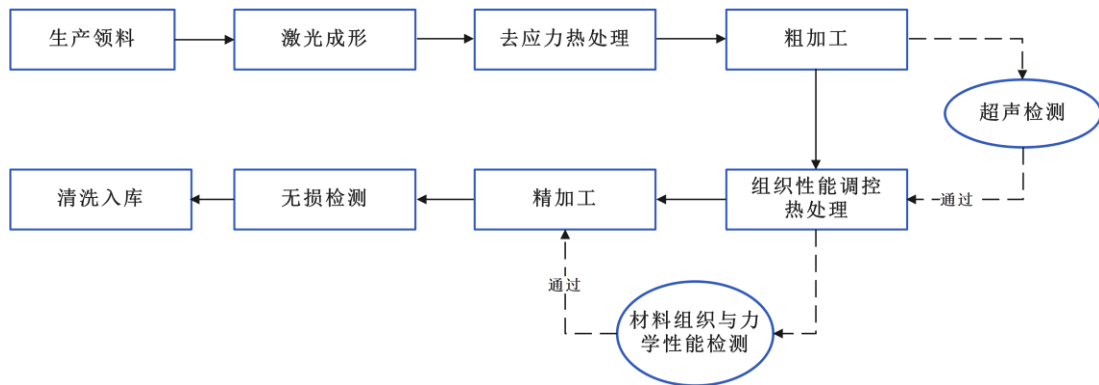 生产领料
激光成形
去应力热处理
粗加工
超声检测
清洗入库
无损检测
精加工
组织性能调控
热处理
通过
通过
材料组织与力
学性能检测